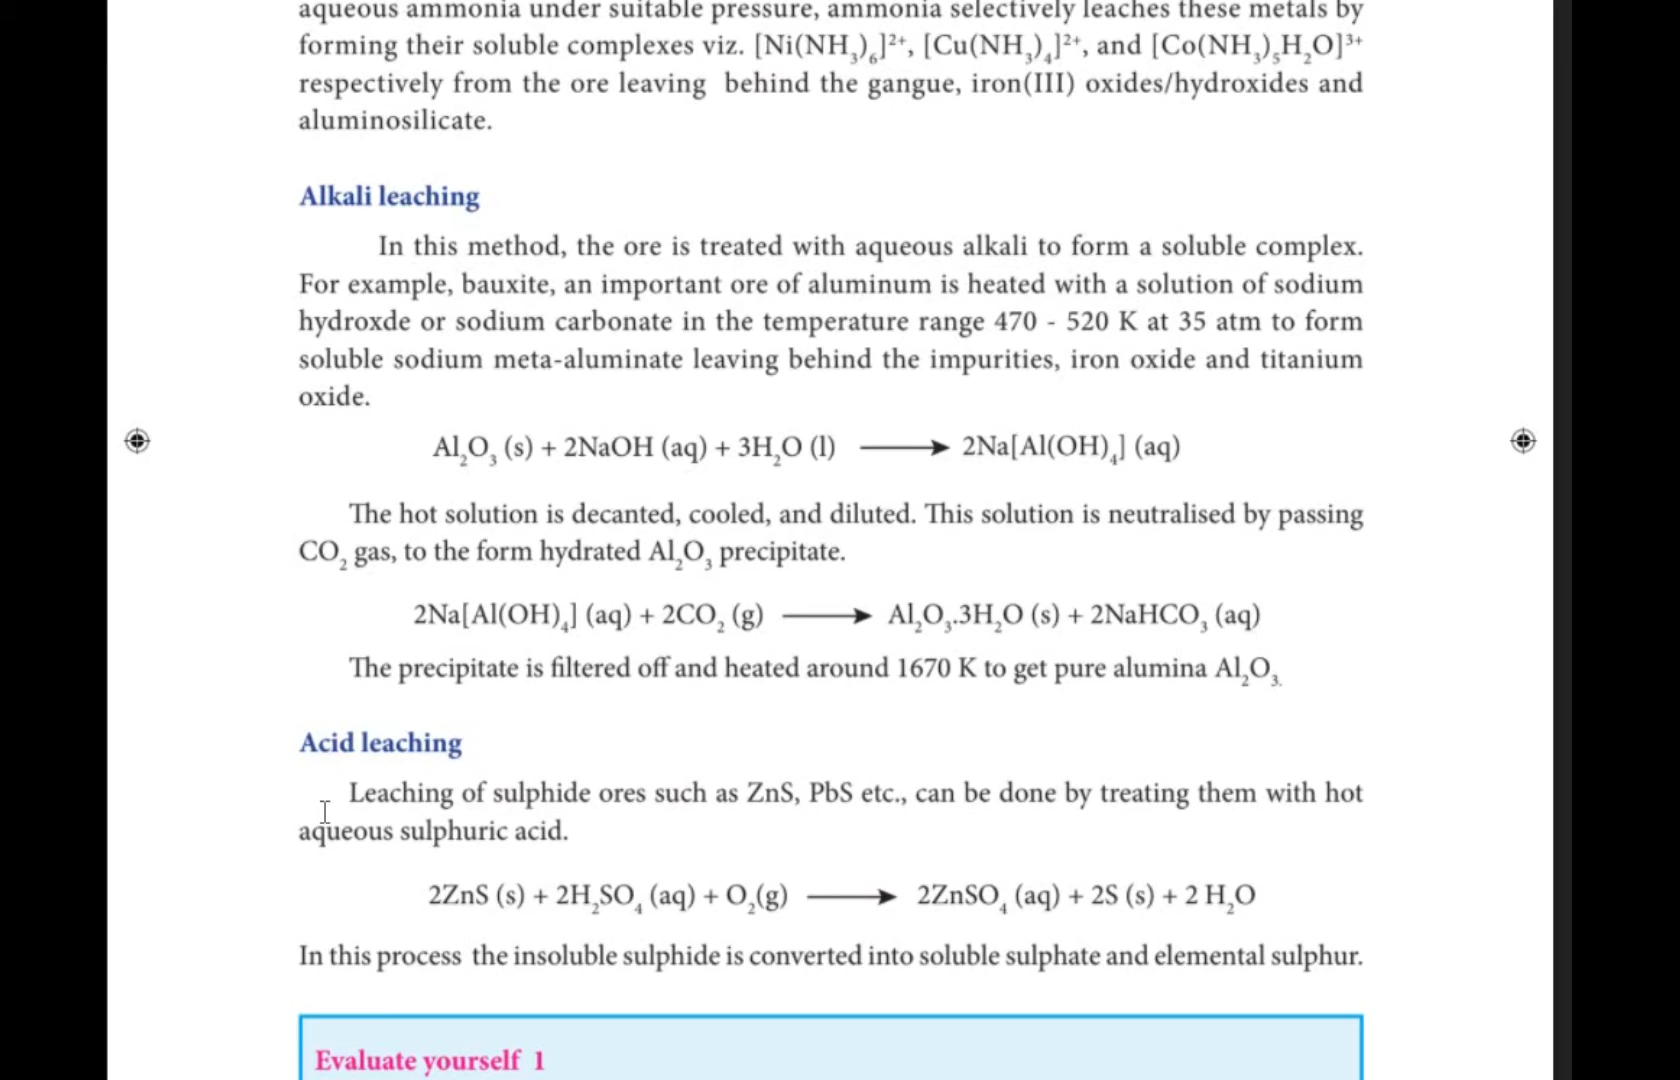 aqueous ammonia under suitable pressure, ammonia selectively leaches these metals by
forming their soluble complexes viz. [Ni(NH₃)₆]²⁺, [Cu(NH₃)₄]²⁺, and [Co(NH₃)₅H₂O]³⁺
respectively from the ore leaving behind the gangue, iron(III) oxides/hydroxides and
aluminosilicate.
Alkali leaching
In this method, the ore is treated with aqueous alkali to form a soluble complex.
For example, bauxite, an important ore of aluminum is heated with a solution of sodium
hydroxde or sodium carbonate in the temperature range 470 - 520 K at 35 atm to form
soluble sodium meta-aluminate leaving behind the impurities, iron oxide and titanium
oxide.
Al₂O₃ (s) + 2NaOH (aq) + 3H₂O (l) ⟶ 2Na[Al(OH)₄] (aq)
The hot solution is decanted, cooled, and diluted. This solution is neutralised by passing
CO₂ gas, to the form hydrated Al₂O₃ precipitate.
2Na[Al(OH)₄] (aq) + 2CO₂ (g) ⟶ Al₂O₃.3H₂O (s) + 2NaHCO₃ (aq)
The precipitate is filtered off and heated around 1670 K to get pure alumina Al₂O₃.
Acid leaching
Leaching of sulphide ores such as ZnS, PbS etc., can be done by treating them with hot
aqueous sulphuric acid.
2ZnS (s) + 2H₂SO₄ (aq) + O₂(g) ⟶ 2ZnSO₄ (aq) + 2S (s) + 2 H₂O
In this process the insoluble sulphide is converted into soluble sulphate and elemental sulphur.
Evaluate yourself 1